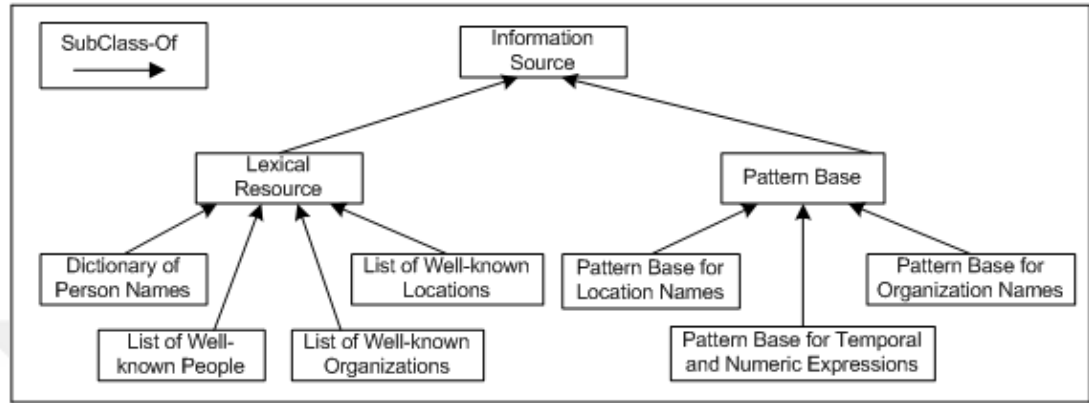 SubClass-Of
Information
Source
Lexical
Resource
Pattern Base
Dictionary of
Person Names
List of Well-known
Locations
Pattern Base for
Location Names
Pattern Base for
Organization Names
List of Well-
known People
List of Well-known
Organizations
Pattern Base for Temporal
and Numeric Expressions